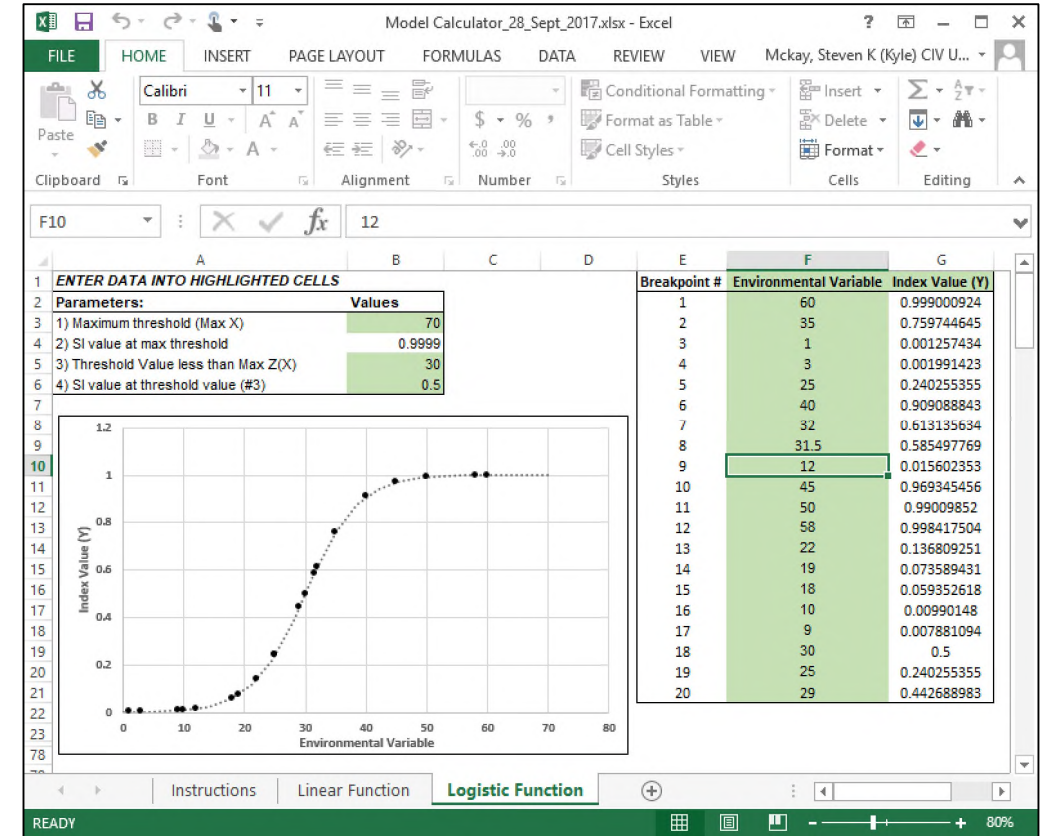 Model Calculator_28_Sept_2017.xlsx - Excel
FILE HOME INSERT PAGE LAYOUT FORMULAS DATA REVIEW VIEW Mckay, Steven K (Kyle) CIV U...
Calibri 11 Conditional Formatting Insert
Paste B I U A A $ % , Format as Table Delete
A Cell Styles Format
Clipboard Font Alignment Number Styles Cells Editing
F10 fx 12
A B C D E F G
1 ENTER DATA INTO HIGHLIGHTED CELLS Breakpoint # Environmental Variable Index Value (Y)
2 Parameters: Values 1 60 0.999000924
3 1) Maximum threshold (Max X) 70 2 35 0.759744645
4 2) SI value at max threshold 0.9999 3 1 0.001257434
5 3) Threshold Value less than Max Z(X) 30 4 3 0.001991423
6 4) SI value at threshold value (#3) 0.5 5 25 0.240255355
7 6 40 0.909088843
8 7 32 0.613135634
9 8 31.5 0.585497769
10 9 12 0.015602353
11 10 45 0.969345456
12 11 50 0.99009852
13 12 58 0.998417504
14 13 22 0.136809251
15 14 19 0.073589431
16 15 18 0.059352618
17 16 10 0.00990148
18 17 9 0.007881094
19 18 30 0.5
20 19 25 0.240255355
21 20 29 0.442688983
22
23
78
1.2
1
0.8
0.6
0.4
0.2
0
Index Value (Y)
0 10 20 30 40 50 60 70 80
Environmental Variable
Instructions Linear Function Logistic Function
READY 80%